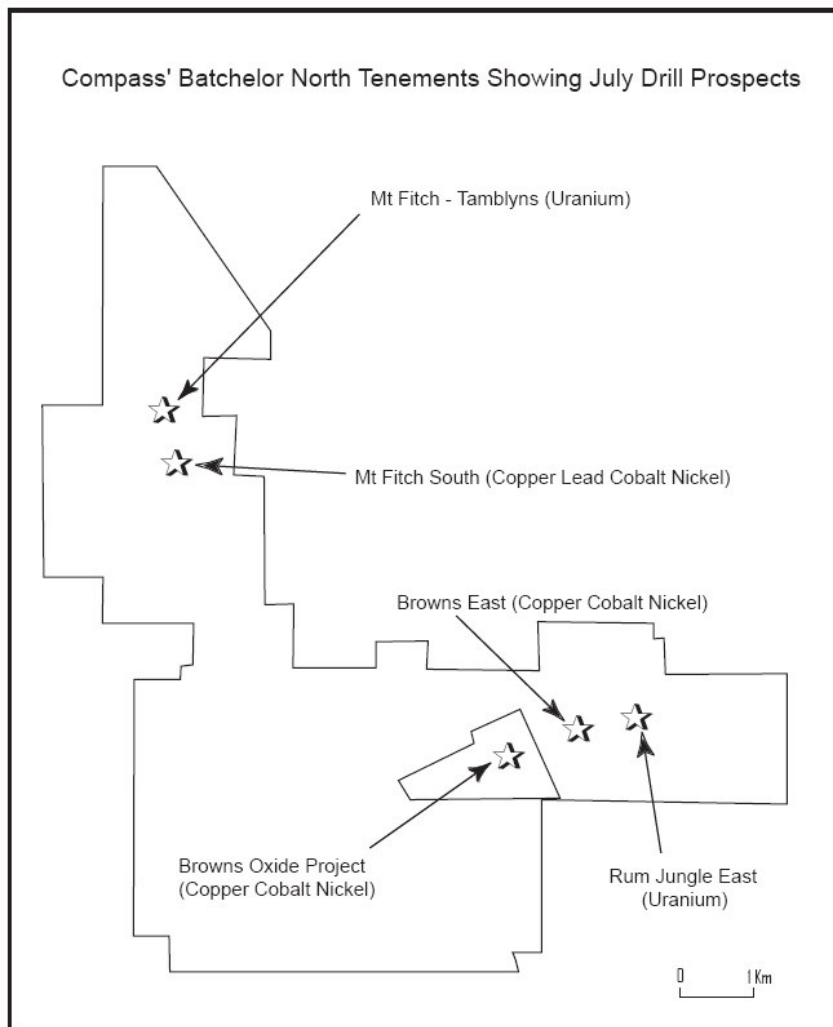 Compass' Batchelor North Tenements Showing July Drill Prospects
Mt Fitch - Tamblyns (Uranium)
Mt Fitch South (Copper Lead Cobalt Nickel)
Browns East (Copper Cobalt Nickel)
Browns Oxide Project
(Copper Cobalt Nickel)
Rum Jungle East
(Uranium)
0 1 Km